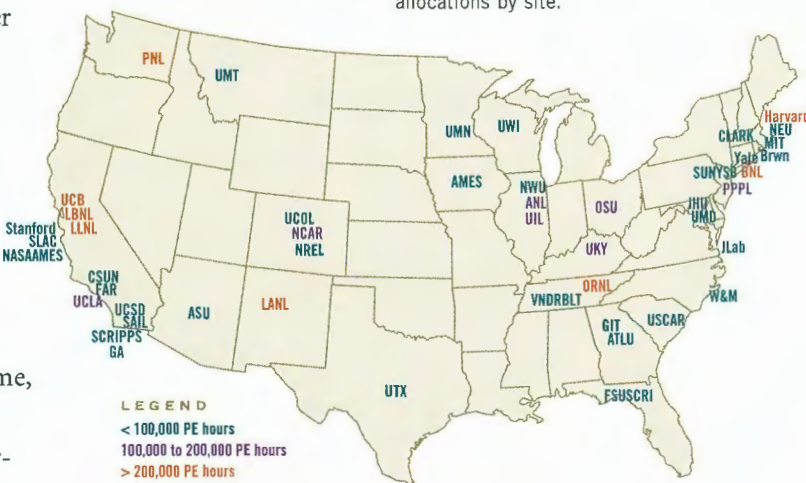 er
allocations by site.
PNL
UMT
UMN
UWI
AMES
NWU
ANL
UIL
OSU
UKY
CLARK
Harvard
NEU
MIT
Yale Brwn
SUNYSB BNL
PPPL
JHU
UMD
JLab
W&M
UCB
LBNL
LLNL
Stanford
SLAC
NASAAMES
UCOL
NCAR
NREL
CSUN
FAR
UCLA
UCSD
SAIL
SCRIPPS
GA
ASU
LANL
ORNL
VNDRBLT
GIT
ATLU
USCAR
UTX
FSUSCRI
me,
r-
LEGEND
< 100,000 PE hours
100,000 to 200,000 PE hours
> 200,000 PE hours